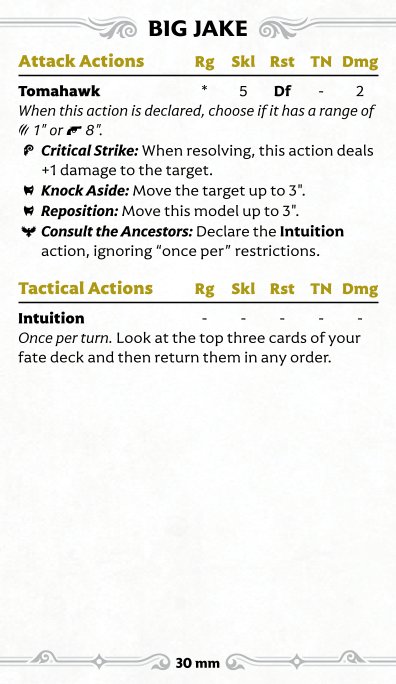 BIG JAKE
Attack Actions Rg Skl Rst TN Dmg
Tomahawk * 5 Df - 2
When this action is declared, choose if it has a range of
1" or 8".
Critical Strike: When resolving, this action deals
+1 damage to the target.
Knock Aside: Move the target up to 3".
Reposition: Move this model up to 3".
Consult the Ancestors: Declare the Intuition
action, ignoring “once per” restrictions.
Tactical Actions Rg Skl Rst TN Dmg
Intuition - - - - -
Once per turn. Look at the top three cards of your
fate deck and then return them in any order.
30 mm